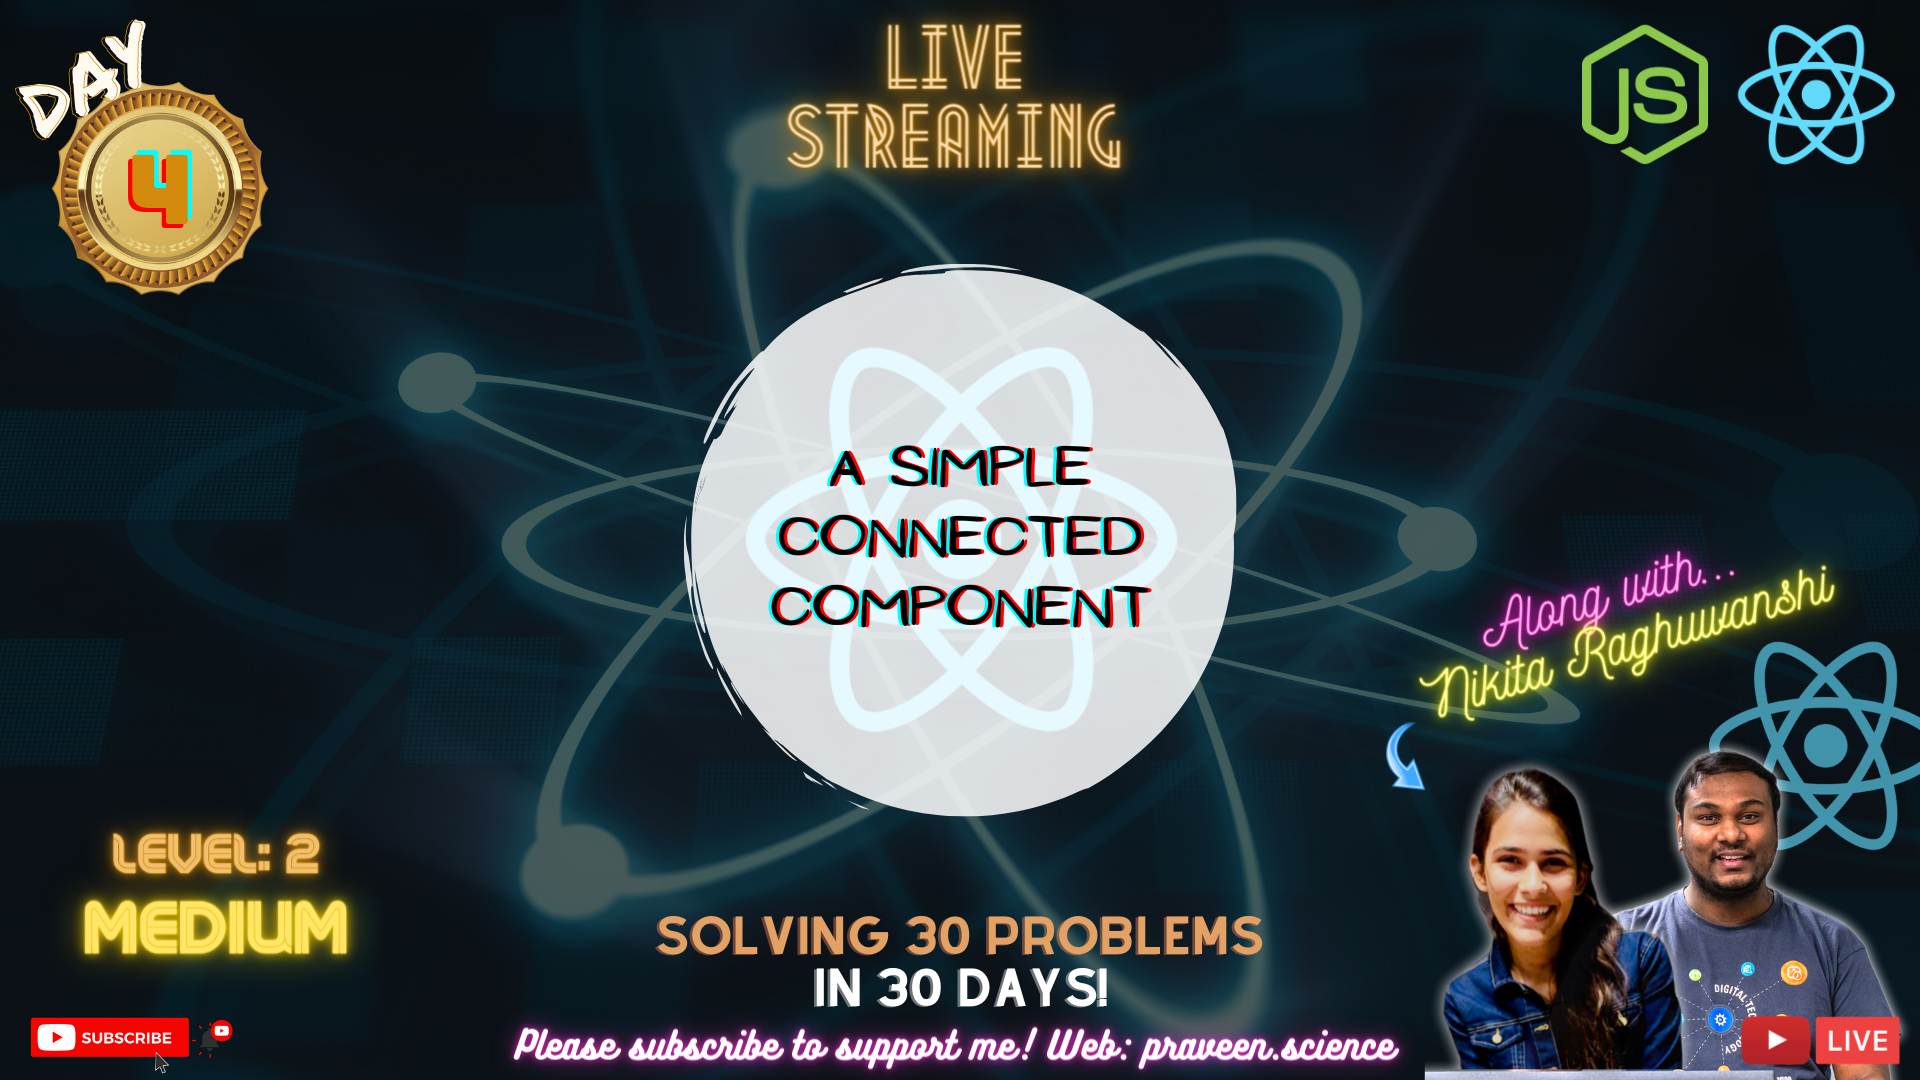 DAY
4
LIVE
STREAMING
JS
A SIMPLE
CONNECTED
COMPONENT
Along with...
Nikita Raghuwanshi
LEVEL: 2
MEDIUM
SOLVING 30 PROBLEMS
IN 30 DAYS!
Please subscribe to support me! Web: praveen.science
SUBSCRIBE
DIGITAL
LIVE